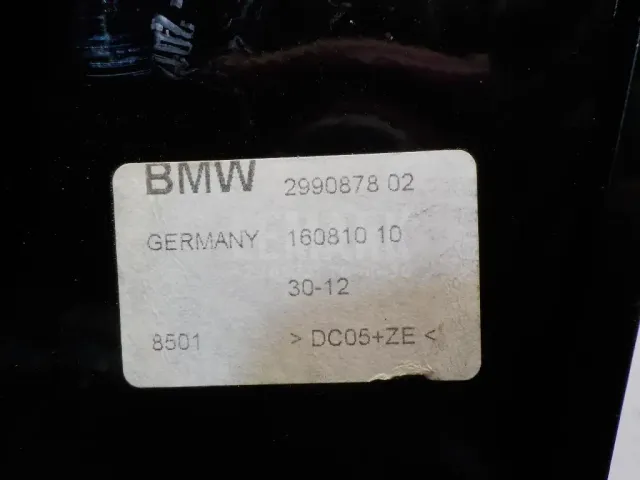 BMW 2990878 02
GERMANY 160810 10
30-12
8501 > DC05+ZE <